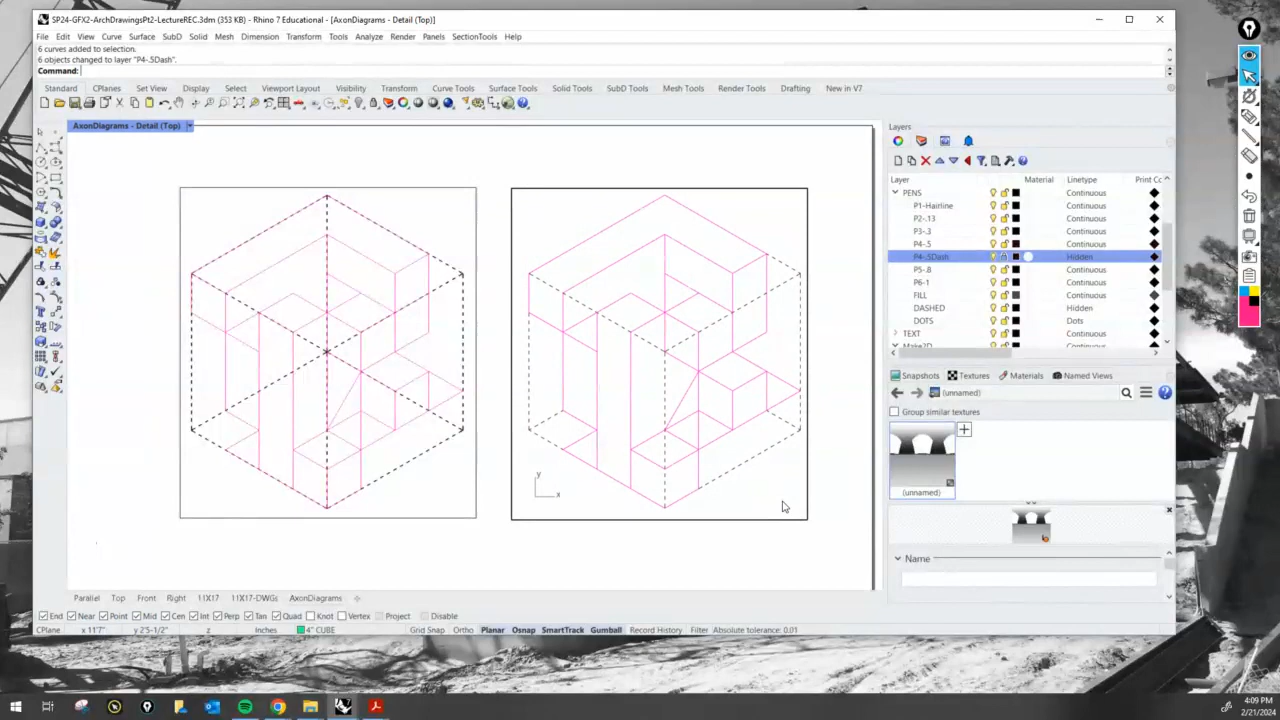 SP24-GFX2-ArchDrawingsPt2-LectureREC.3dm (353 KB) - Rhino 7 Educational - [AxonDiagrams - Detail (Top)]
File Edit View Curve Surface SubD Solid Mesh Dimension Transform Tools Analyze Render Panels SectionTools Help
6 curves added to selection.
6 objects changed to layer "P4-.5Dash".
Command:
Standard CPlanes Set View Display Select Viewport Layout Visibility Transform Curve Tools Surface Tools Solid Tools SubD Tools Mesh Tools Render Tools Drafting New in V7
AxonDiagrams - Detail (Top)
y
x
Layers
Layer Material Linetype Print Co
PENS Continuous
P1-Hairline Continuous
P2-.13 Continuous
P3-.3 Continuous
P4-.5 Continuous
P4-.5Dash Hidden
P5-.8 Continuous
P6-1 Continuous
FILL Continuous
DASHED Hidden
DOTS Dots
TEXT Continuous
Make2D Continuous
Snapshots Textures Materials Named Views
(unnamed)
Group similar textures
(unnamed)
Name
Parallel Top Front Right 11X17 11X17-DWGs AxonDiagrams
End Near Point Mid Cen Int Perp Tan Quad Knot Vertex Project Disable
CPlane x 11'7" y 2'5-1/2" z Inches 4" CUBE Grid Snap Ortho Planar Osnap SmartTrack Gumball Record History Filter Absolute tolerance: 0.01
4:09 PM
2/21/2024